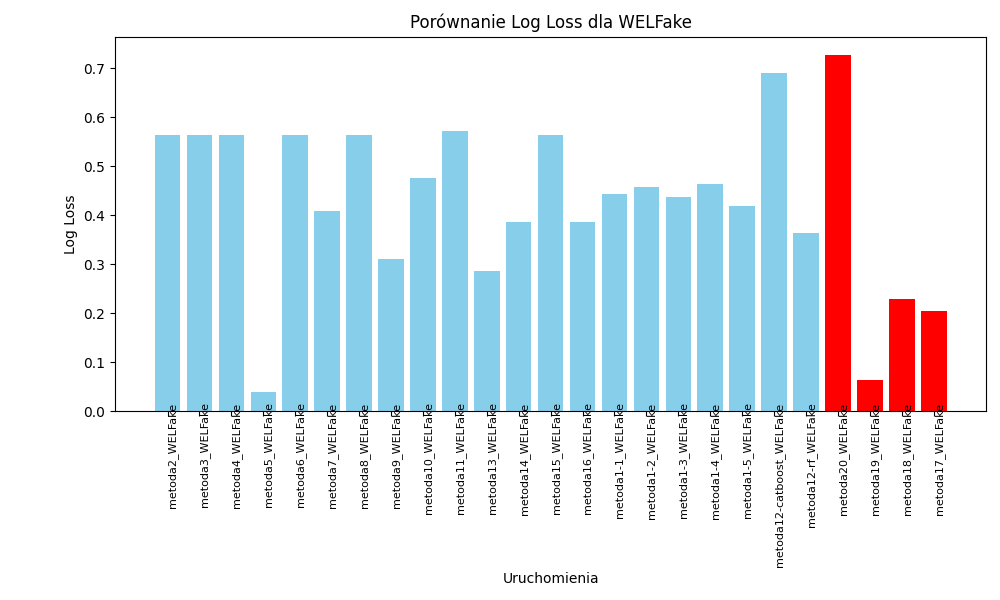 Porównanie Log Loss dla WELFake
Log Loss
0.7
0.6
0.5
0.4
0.3
0.2
0.1
0.0
metoda2_WELFake
metoda3_WELFake
metoda4_WELFake
metoda5_WELFake
metoda6_WELFake
metoda7_WELFake
metoda8_WELFake
metoda9_WELFake
metoda10_WELFake
metoda11_WELFake
metoda13_WELFake
metoda14_WELFake
metoda15_WELFake
metoda16_WELFake
metoda1-1_WELFake
metoda1-2_WELFake
metoda1-3_WELFake
metoda1-4_WELFake
metoda1-5_WELFake
metoda12-catboost_WELFake
metoda12-rf_WELFake
metoda20_WELFake
metoda19_WELFake
metoda18_WELFake
metoda17_WELFake
Uruchomienia